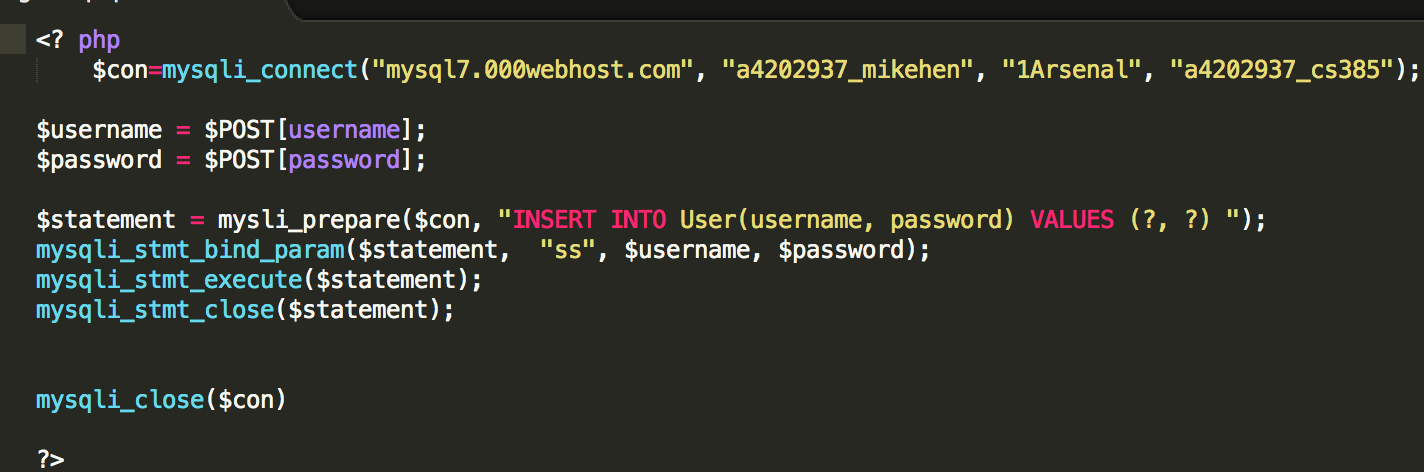 <? php
$con=mysqli_connect("mysql7.000webhost.com", "a4202937_mikehen", "1Arsenal", "a4202937_cs385");
$username = $POST[username];
$password = $POST[password];
$statement = mysli_prepare($con, "INSERT INTO User(username, password) VALUES (?, ?) ");
mysqli_stmt_bind_param($statement,  "ss", $username, $password);
mysqli_stmt_execute($statement);
mysqli_stmt_close($statement);
mysqli_close($con)
?>